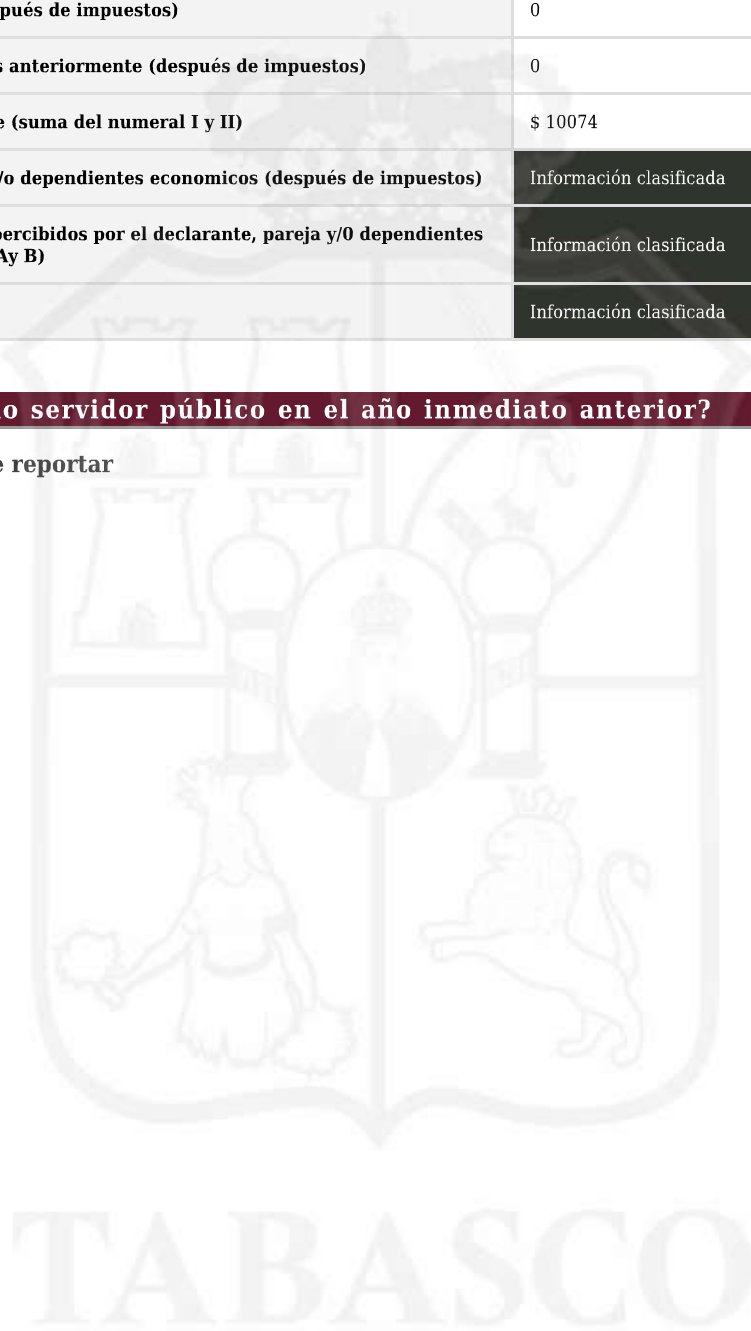 pués de impuestos)
0
s anteriormente (después de impuestos)
0
e (suma del numeral I y II)
$ 10074
/o dependientes economicos (después de impuestos)
Información clasificada
percibidos por el declarante, pareja y/0 dependientes
Ay B)
Información clasificada
Información clasificada
o servidor público en el año inmediato anterior?
e reportar
TABASCO